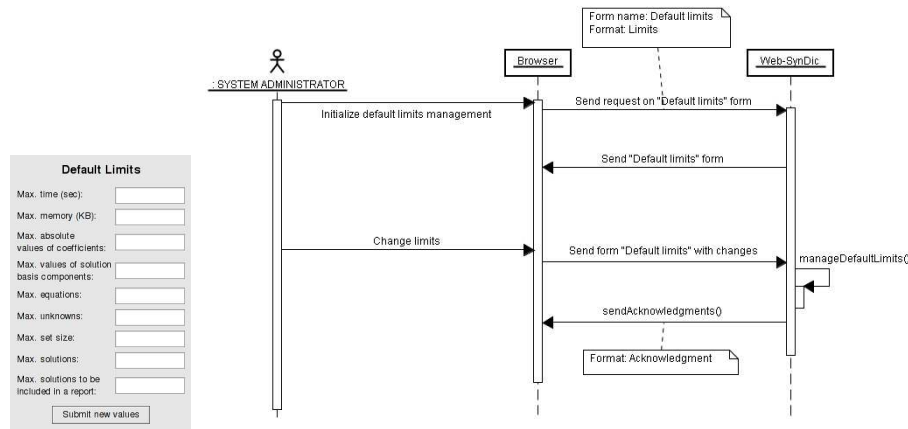 Form name: Default limits
Format: Limits
Browser
Web-SynDic
: SYSTEM ADMINISTRATOR
Initialize default limits management
Send request on "Default limits" form
Send "Default limits" form
Change limits
Send form "Default limits" with changes
manageDefaultLimits()
sendAcknowledgments()
Format: Acknowledgment
Default Limits
Max. time (sec):
Max. memory (KB):
Max. absolute
values of coefficients:
Max. values of solution
basis components:
Max. equations:
Max. unknowns:
Max. set size:
Max. solutions:
Max. solutions to be
included in a report:
Submit new values